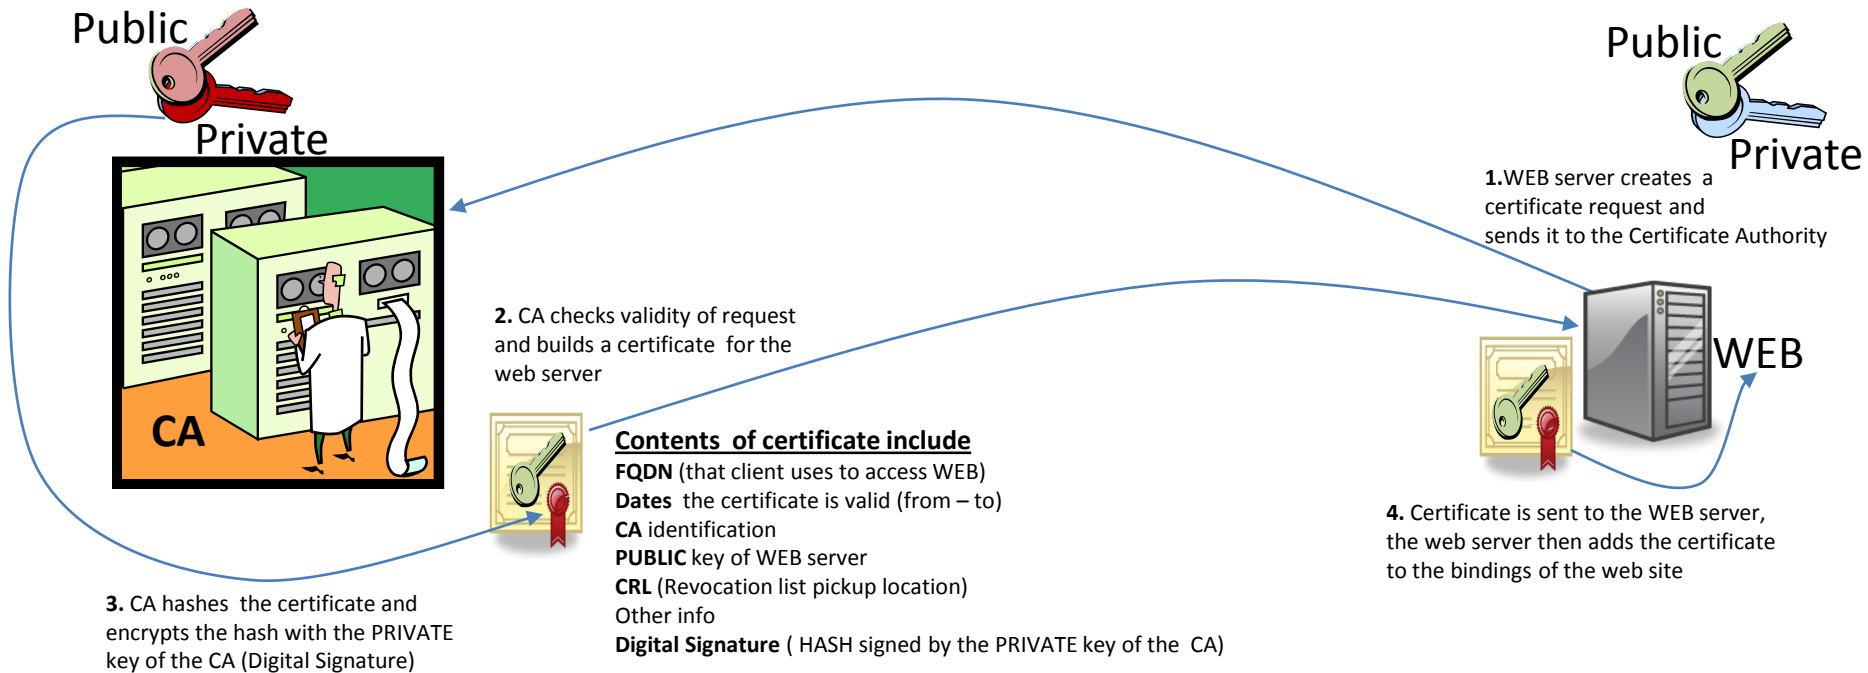 Public
Private
CA
Public
Private
1.WEB server creates a
certificate request and
sends it to the Certificate Authority
WEB
2. CA checks validity of request
and builds a certificate for the
web server
Contents of certificate include
FQDN (that client uses to access WEB)
Dates the certificate is valid (from – to)
CA identification
PUBLIC key of WEB server
CRL (Revocation list pickup location)
Other info
Digital Signature ( HASH signed by the PRIVATE key of the CA)
3. CA hashes the certificate and
encrypts the hash with the PRIVATE
key of the CA (Digital Signature)
4. Certificate is sent to the WEB server,
the web server then adds the certificate
to the bindings of the web site